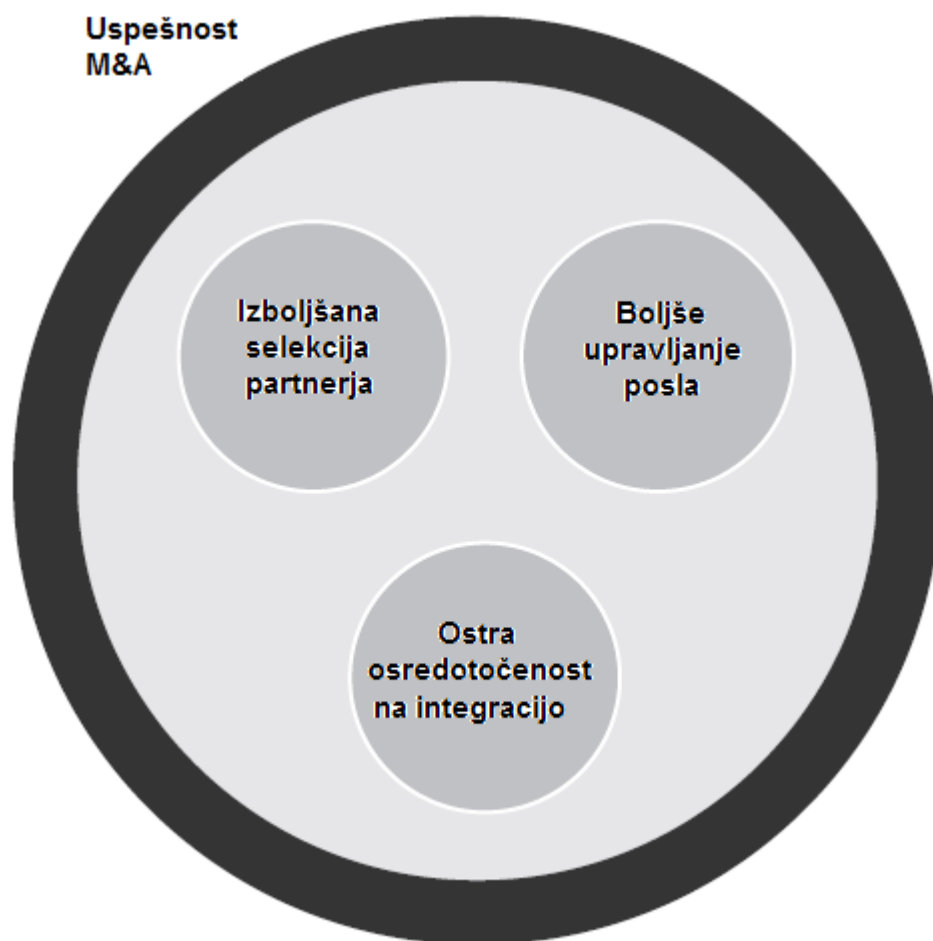 Uspešnost
M&A
Izboljšana
selekcija
partnerja
Boljše
upravljanje
posla
Ostra
osredotočenost
na integracijo